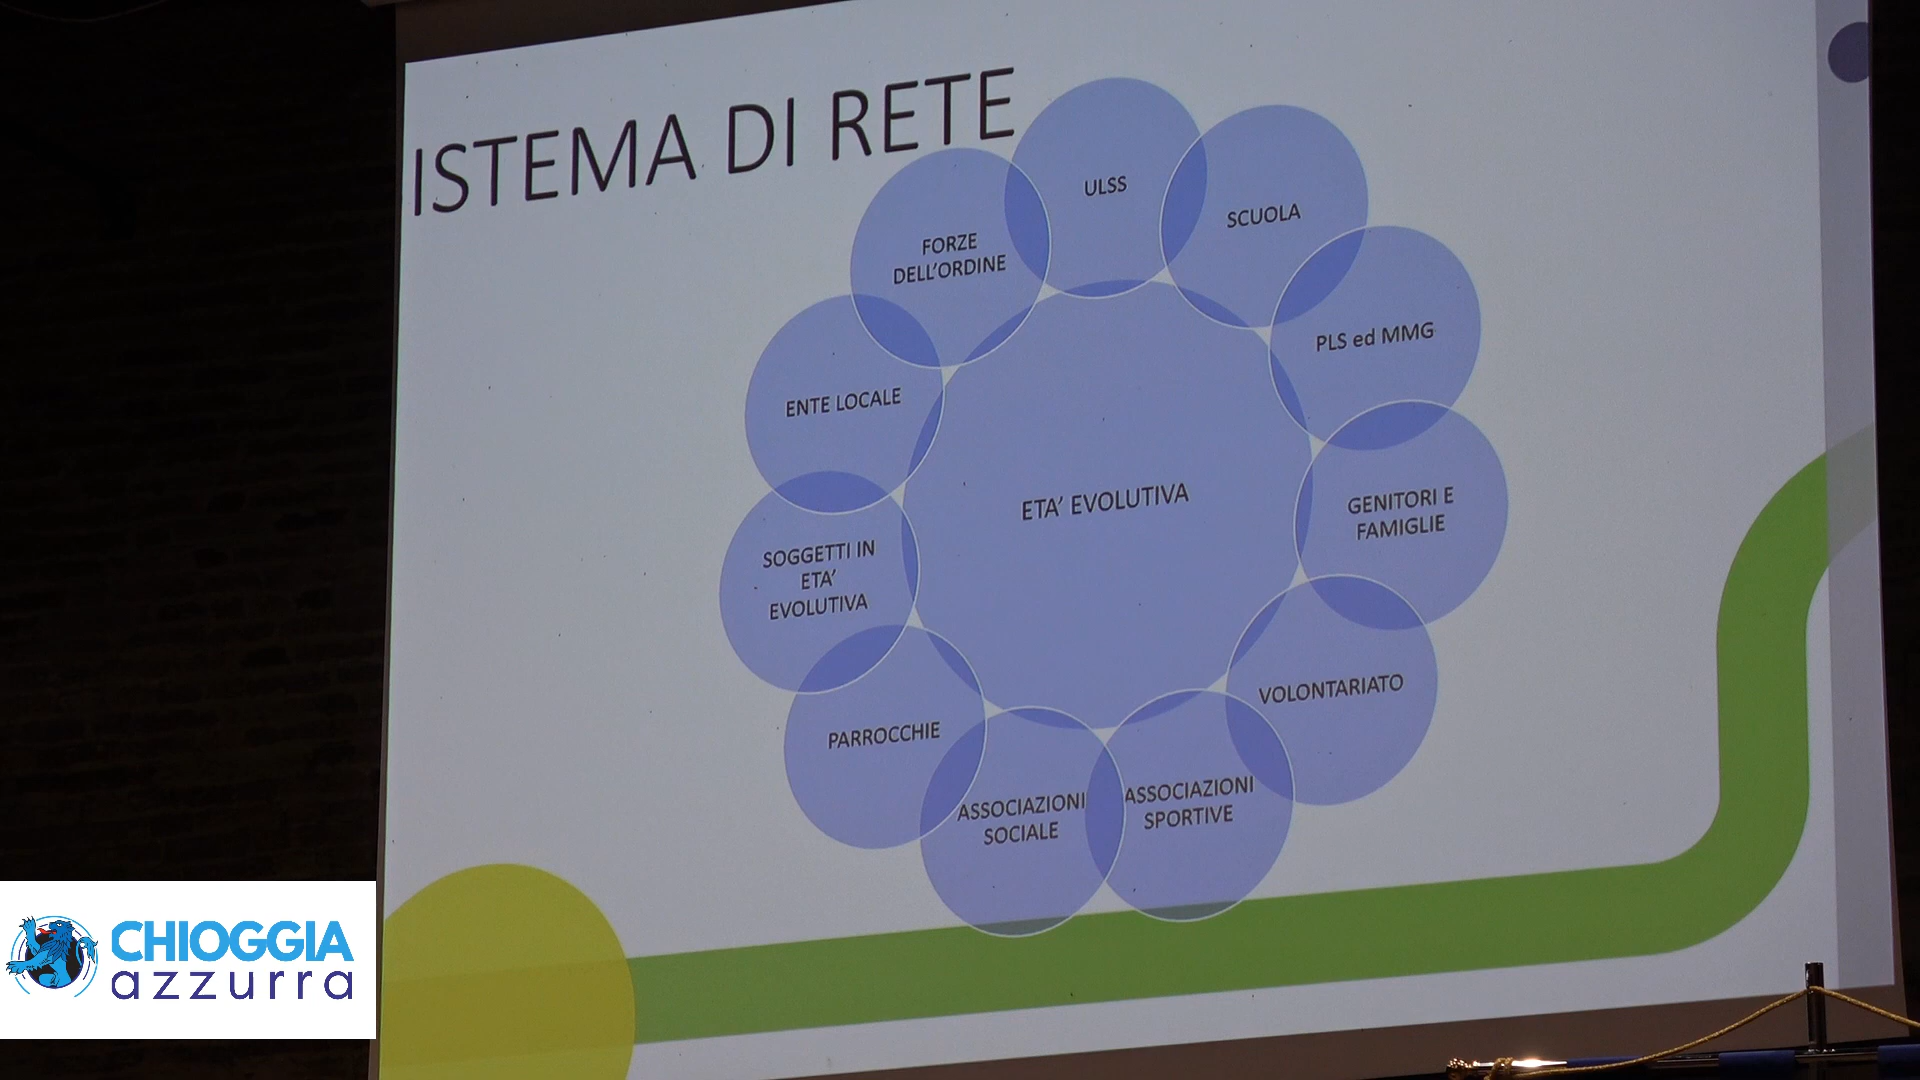 ISTEMA DI RETE
ULSS
SCUOLA
PLS ed MMG
GENITORI E
FAMIGLIE
VOLONTARIATO
ASSOCIAZIONI
SPORTIVE
ASSOCIAZIONI
SOCIALE
PARROCCHIE
SOGGETTI IN
ETA’
EVOLUTIVA
ENTE LOCALE
FORZE
DELL’ORDINE
ETA’ EVOLUTIVA
CHIOGGIA
azzurra